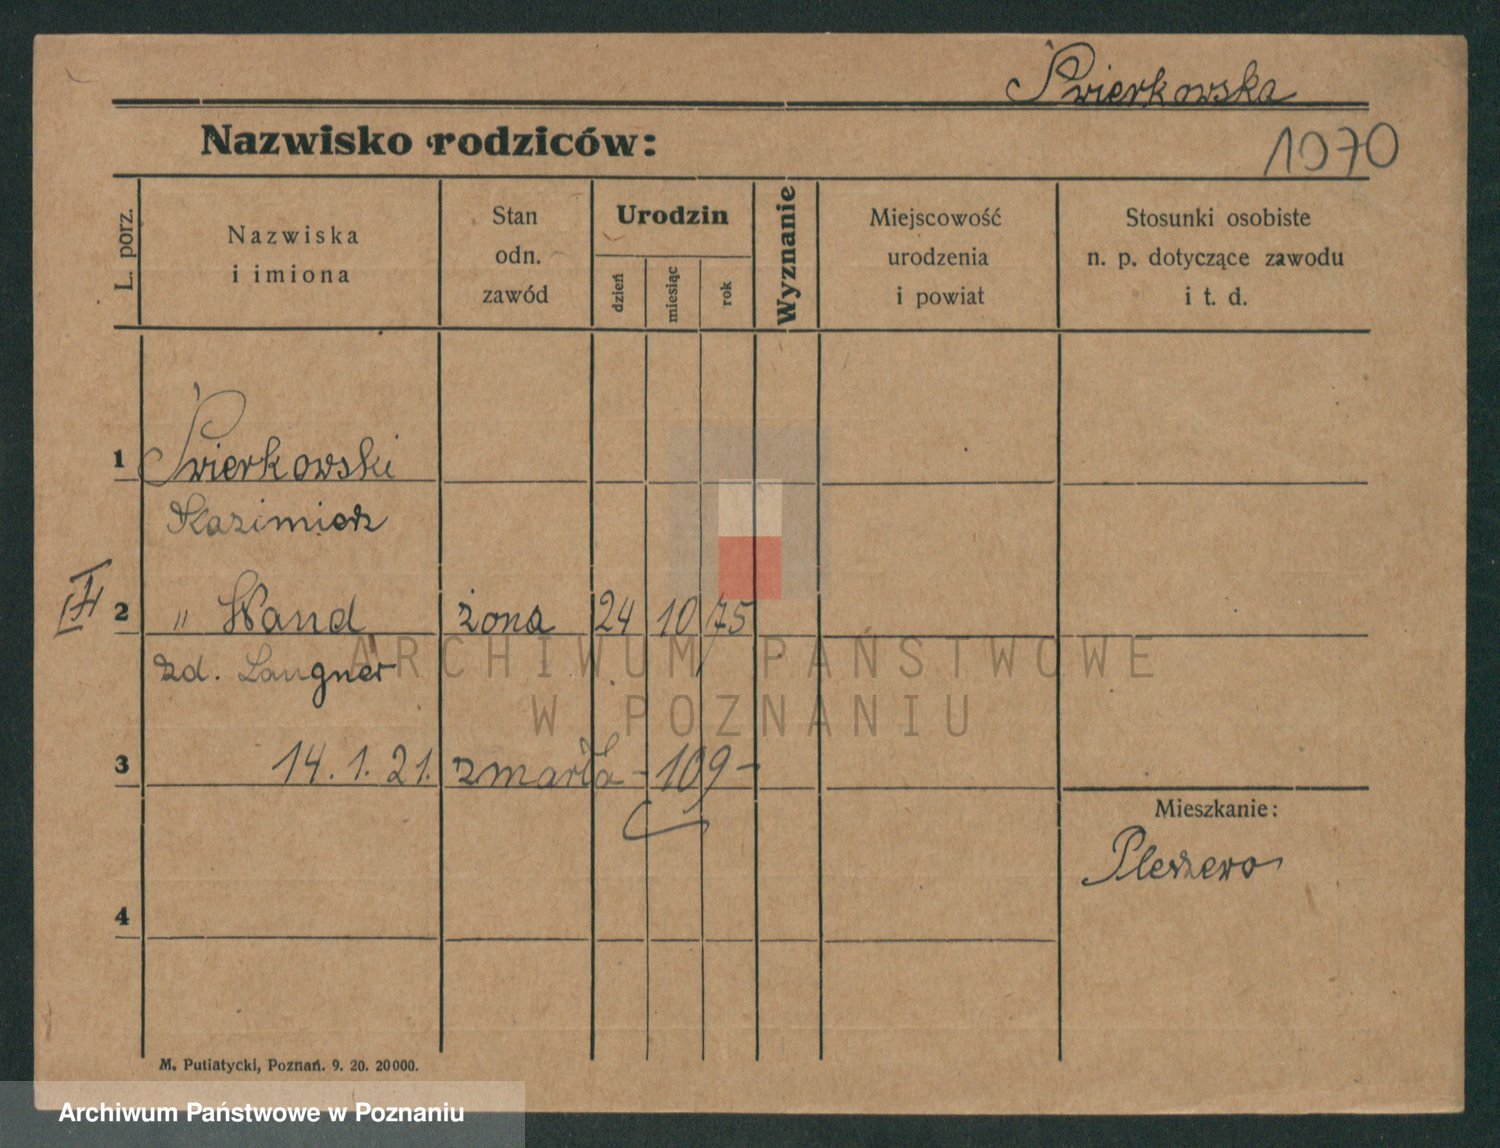 Świerkowska
Nazwisko rodziców:
1070
L. porz.
Nazwiska
i imiona
Stan
odn.
zawód
Urodzin
dzień
miesiąc
rok
Wyznanie
Miejscowość
urodzenia
i powiat
Stosunki osobiste
n. p. dotyczące zawodu
i t. d.
1 Świerkowski
Kazimierz
2 " Wand żona 24 10 75
zd. Langner
ARCHIWUM PAŃSTWOWE
W POZNANIU
3 14.1.21. zmarła - 109 -
Mieszkanie:
4
M. Putiatycki, Poznań. 9. 20. 20000.
Archiwum Państwowe w Poznaniu